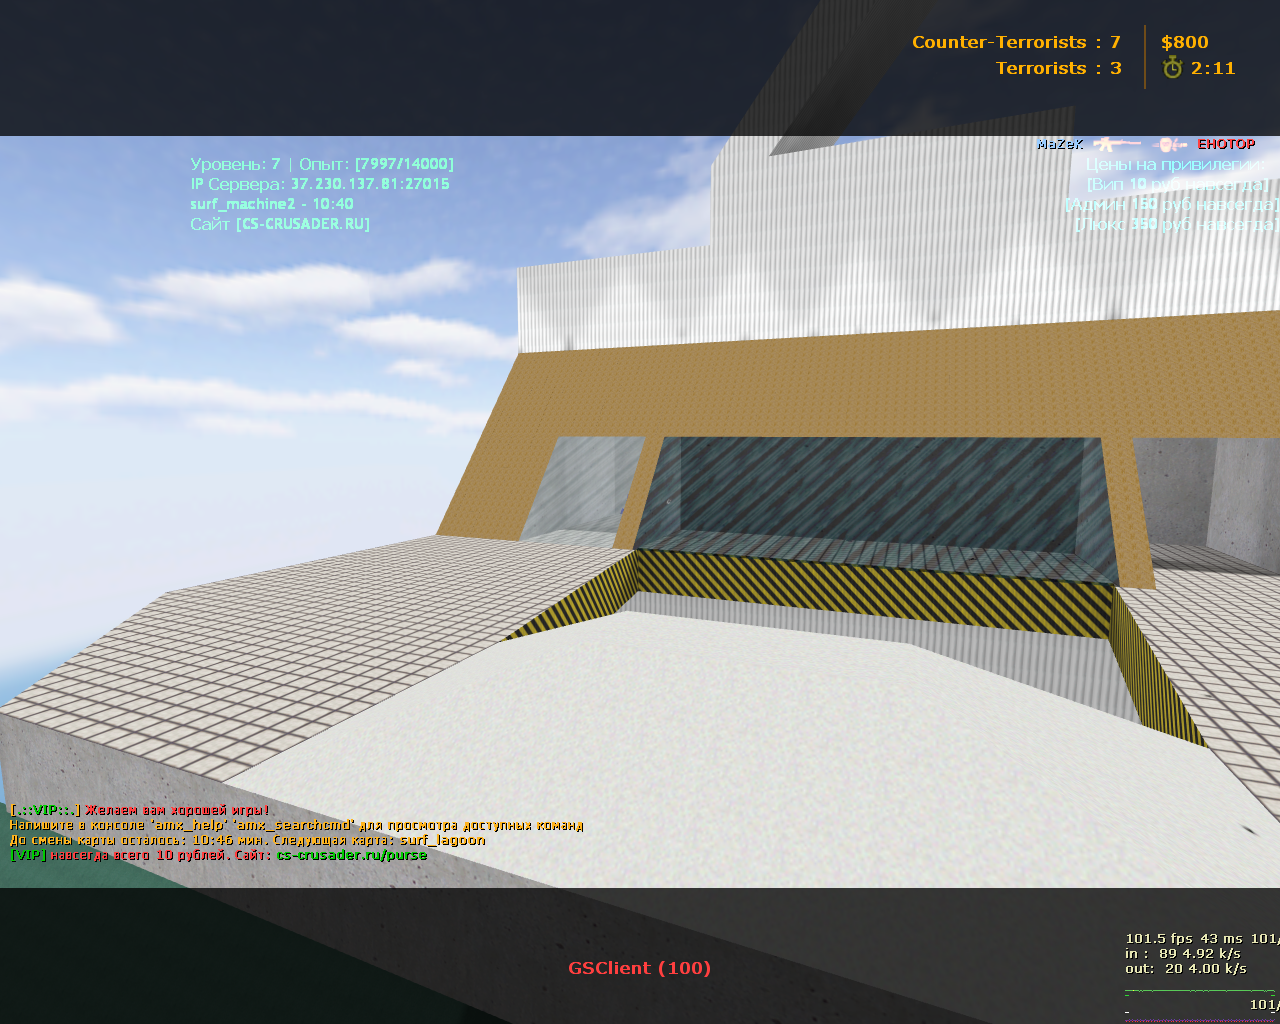 Counter-Terrorists : 7
$800
Terrorists : 3
2:11
MaZeK
EHOTOP
Уровень: 7 | Опыт: [7997/14000]
IP Сервера: 37.230.137.81:27015
surf_machine2 - 10:40
Сайт [CS-CRUSADER.RU]
Цены на привилегии:
[Вип 10 руб навсегда]
[Админ 150 руб навсегда]
[Люкс 350 руб навсегда]
[.::VIP::.] Желаем вам хорошей игры!
Напишите в консоле 'amx_help' 'amx_searchcmd' для просмотра доступных команд
До смены карты осталось: 10:46 мин. Следующая карта: surf_lagoon
[VIP] навсегда всего 10 рублей. Сайт: cs-crusader.ru/purse
GSClient (100)
101.5 fps 43 ms 101/
in : 89 4.92 k/s
out: 20 4.00 k/s
101/